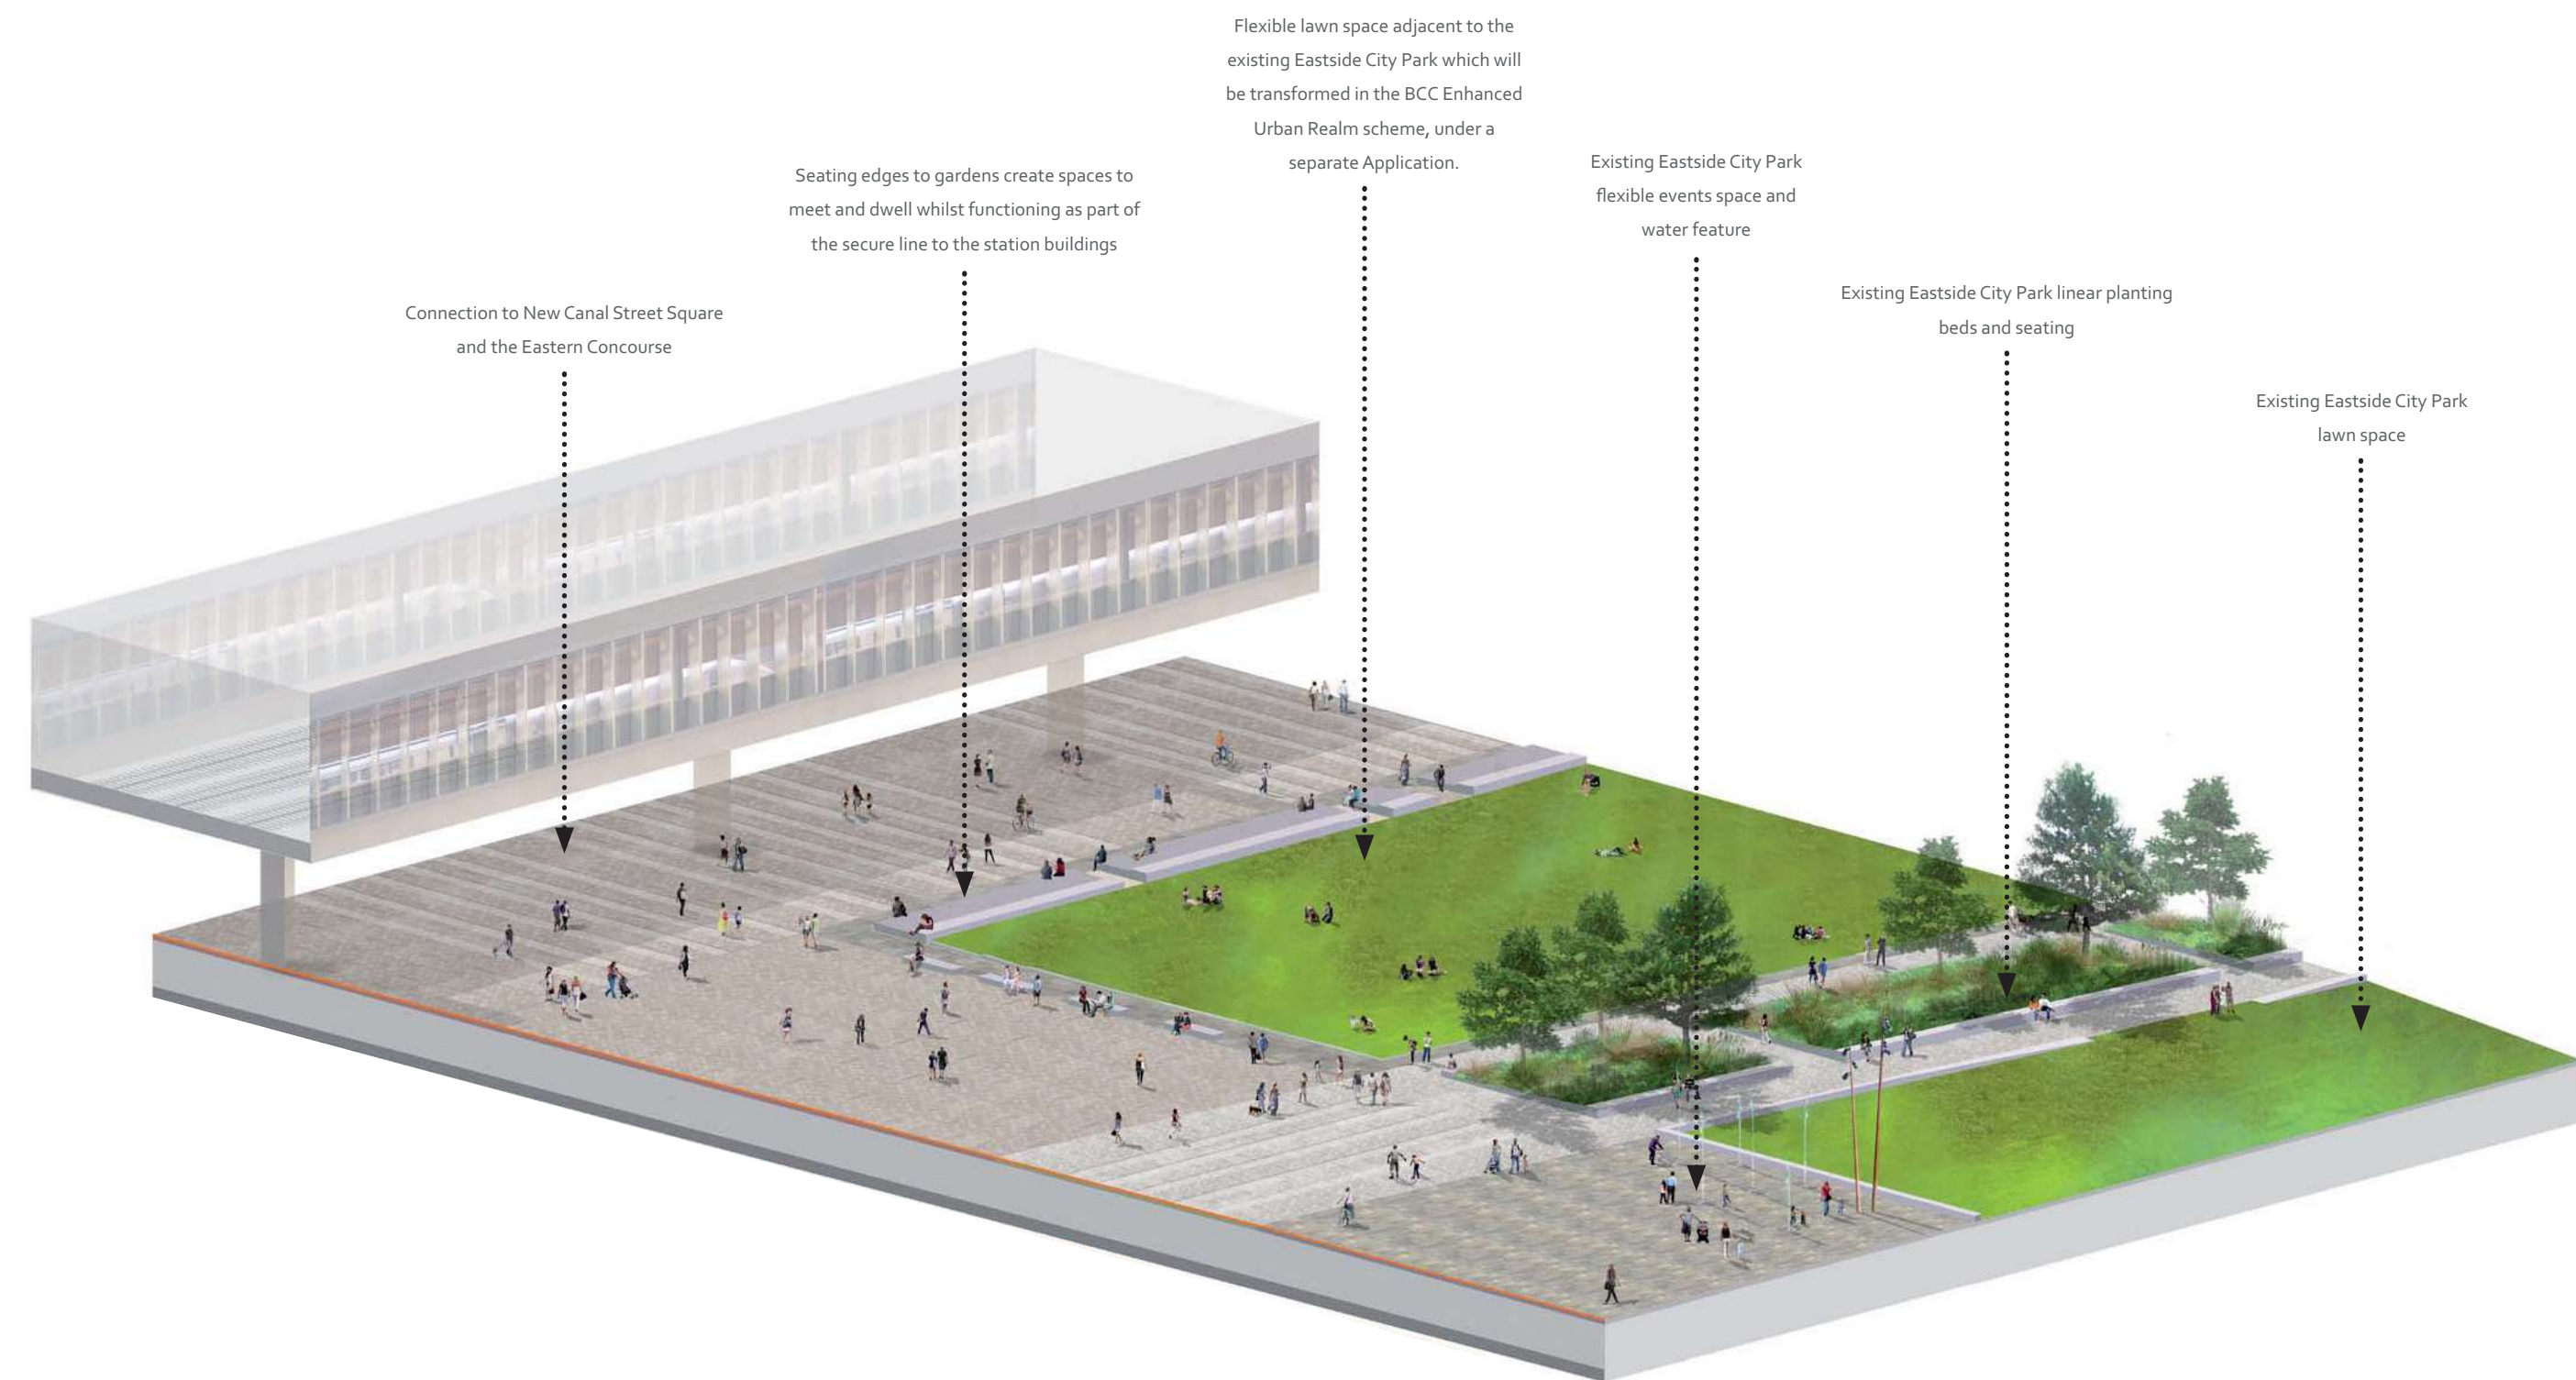 Flexible lawn space adjacent to the
existing Eastside City Park which will
be transformed in the BCC Enhanced
Urban Realm scheme, under a
separate Application.
Seating edges to gardens create spaces to
meet and dwell whilst functioning as part of
the secure line to the station buildings
Existing Eastside City Park
flexible events space and
water feature
Connection to New Canal Street Square
and the Eastern Concourse
Existing Eastside City Park linear planting
beds and seating
Existing Eastside City Park
lawn space